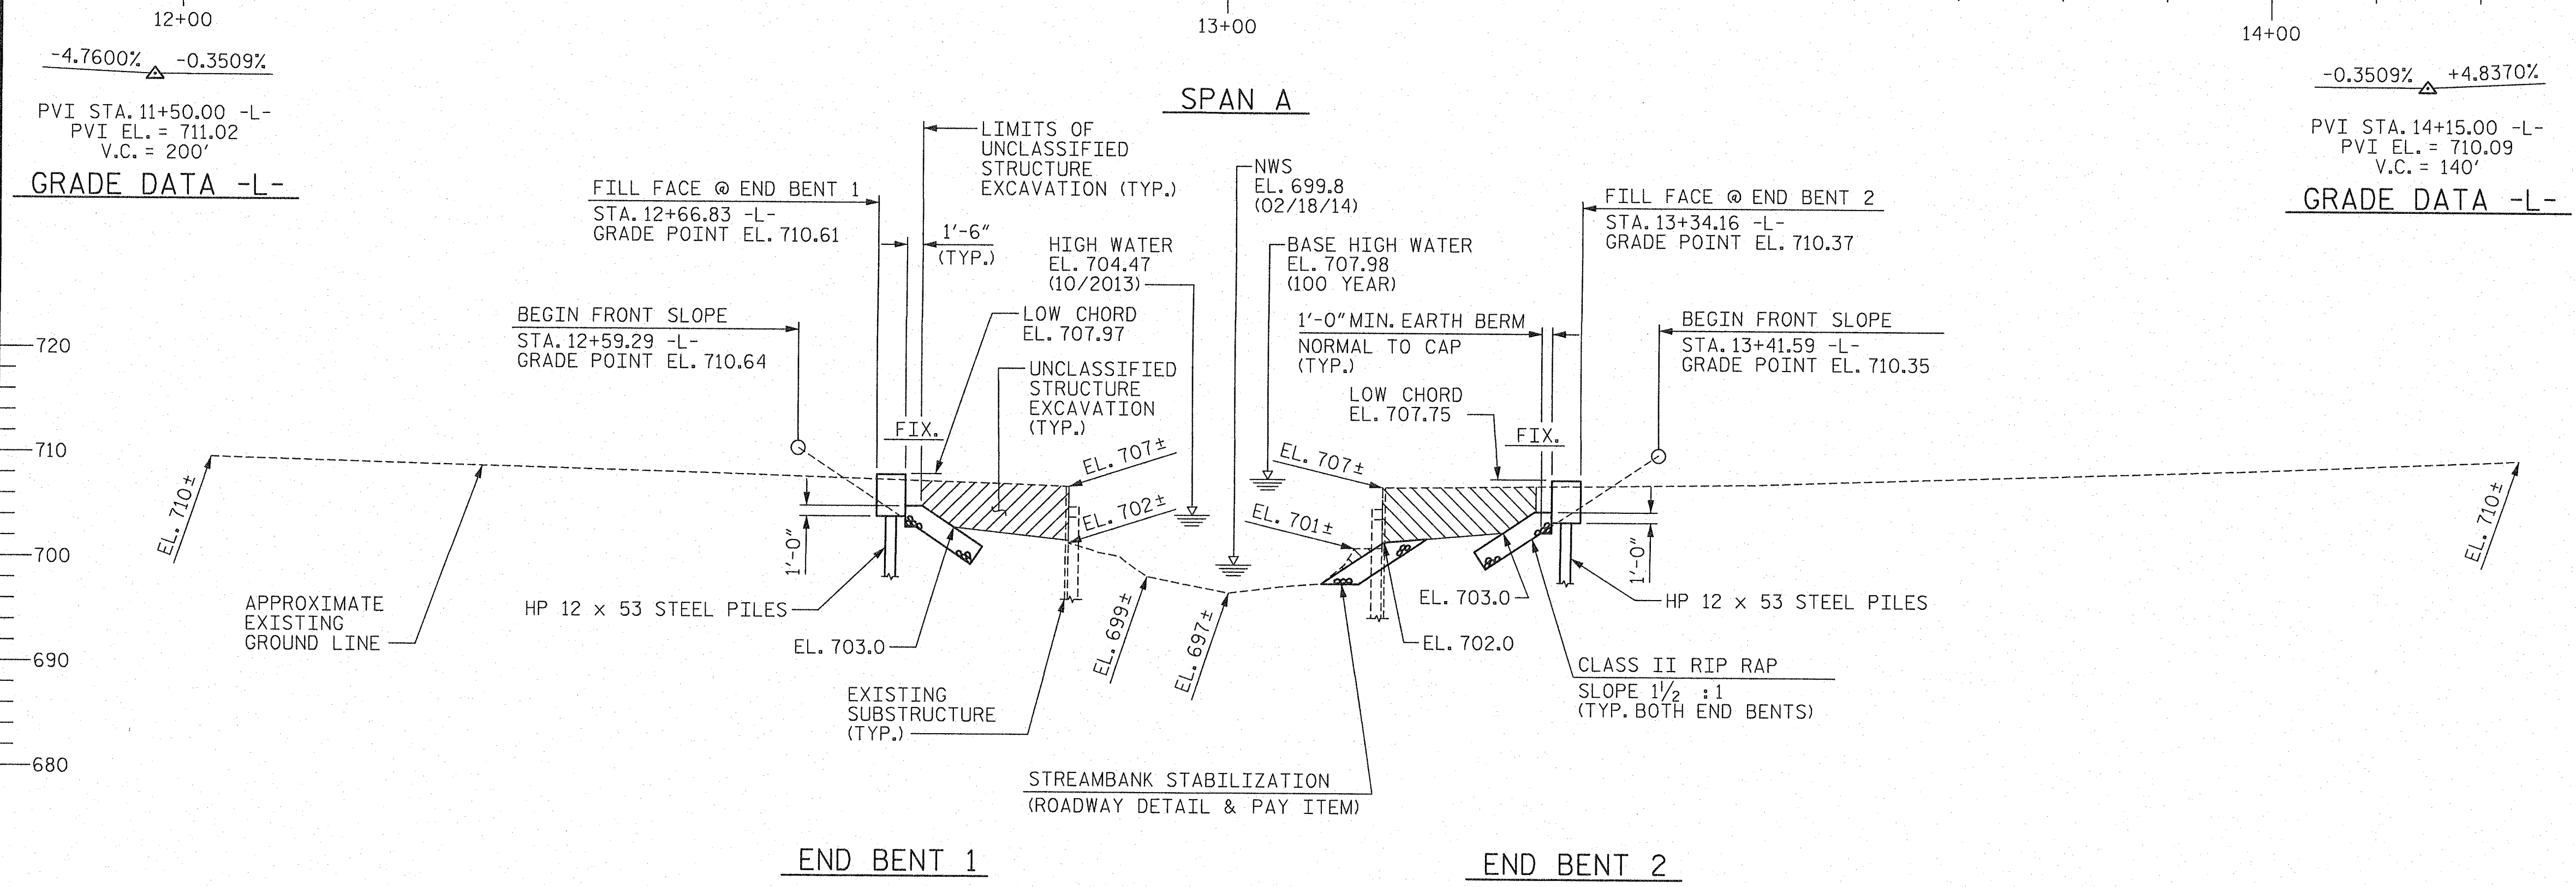 12+00
13+00
14+00
-4.7600% -0.3509%
PVI STA. 11+50.00 -L-
PVI EL. = 711.02
V.C. = 200'
GRADE DATA -L-
SPAN A
-0.3509% +4.8370%
PVI STA. 14+15.00 -L-
PVI EL. = 710.09
V.C. = 140'
GRADE DATA -L-
LIMITS OF
UNCLASSIFIED
STRUCTURE
EXCAVATION (TYP.)
NWS
EL. 699.8
(02/18/14)
FILL FACE @ END BENT 1
STA. 12+66.83 -L-
GRADE POINT EL. 710.61
1'-6"
(TYP.)
HIGH WATER
EL. 704.47
(10/2013)
BASE HIGH WATER
EL. 707.98
(100 YEAR)
FILL FACE @ END BENT 2
STA. 13+34.16 -L-
GRADE POINT EL. 710.37
BEGIN FRONT SLOPE
STA. 12+59.29 -L-
GRADE POINT EL. 710.64
LOW CHORD
EL. 707.97
1'-0" MIN. EARTH BERM
NORMAL TO CAP
(TYP.)
BEGIN FRONT SLOPE
STA. 13+41.59 -L-
GRADE POINT EL. 710.35
UNCLASSIFIED
STRUCTURE
EXCAVATION
(TYP.)
LOW CHORD
EL. 707.75
720
710
700
690
680
FIX.
FIX.
EL. 707±
EL. 707±
EL. 702±
EL. 701±
EL. 710±
EL. 710±
1'-0"
1'-0"
APPROXIMATE
EXISTING
GROUND LINE
HP 12 x 53 STEEL PILES
EL. 703.0
EL. 699±
EL. 697±
EL. 703.0
EL. 702.0
HP 12 x 53 STEEL PILES
EXISTING
SUBSTRUCTURE
(TYP.)
CLASS II RIP RAP
SLOPE 1 1/2 : 1
(TYP. BOTH END BENTS)
STREAMBANK STABILIZATION
(ROADWAY DETAIL & PAY ITEM)
END BENT 1
END BENT 2